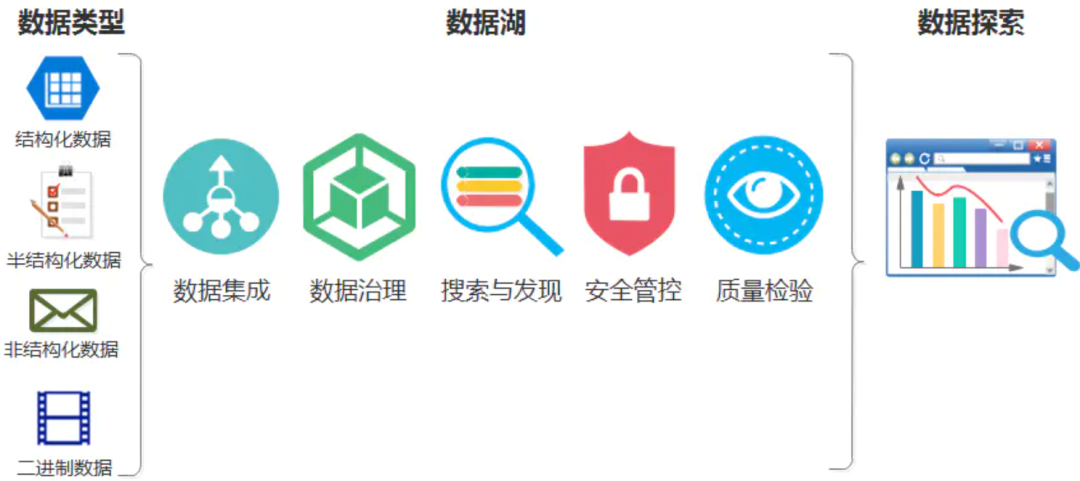 数据类型
数据湖
数据探索
结构化数据
半结构化数据
非结构化数据
二进制数据
数据集成
数据治理
搜索与发现
安全管控
质量检验